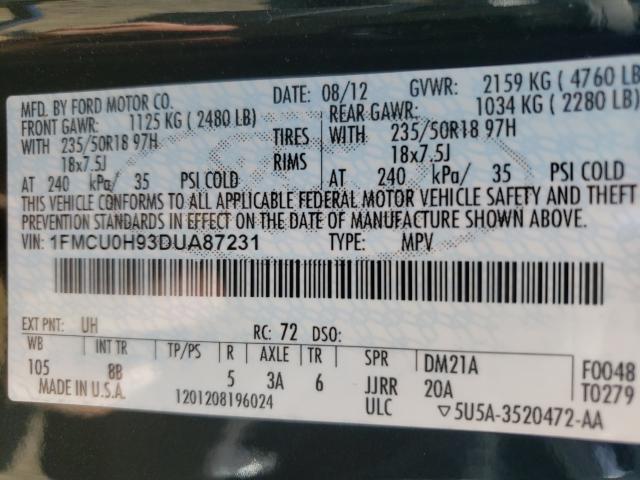 MFD. BY FORD MOTOR CO. DATE: 08/12 GVWR: 2159 KG ( 4760 LB
FRONT GAWR: 1125 KG ( 2480 LB) REAR GAWR: 1034 KG ( 2280 LB)
WITH 235/50R18 97H TIRES WITH 235/50R18 97H
18x7.5J RIMS 18x7.5J
AT 240 kPa/ 35 PSI COLD AT 240 kPa/ 35 PSI COLD
THIS VEHICLE CONFORMS TO ALL APPLICABLE FEDERAL MOTOR VEHICLE SAFETY AND THEFT
PREVENTION STANDARDS IN EFFECT ON THE DATE OF MANUFACTURE SHOWN ABOVE.
VIN: 1FMCU0H93DUA87231 TYPE: MPV
EXT PNT: UH RC: 72 DSO:
WB INT TR TP/PS R AXLE TR SPR DM21A F0048
105 8B 5 3A 6 JJRR 20A T0279
MADE IN U.S.A. 1201208196024 ULC ▽5U5A-3520472-AA